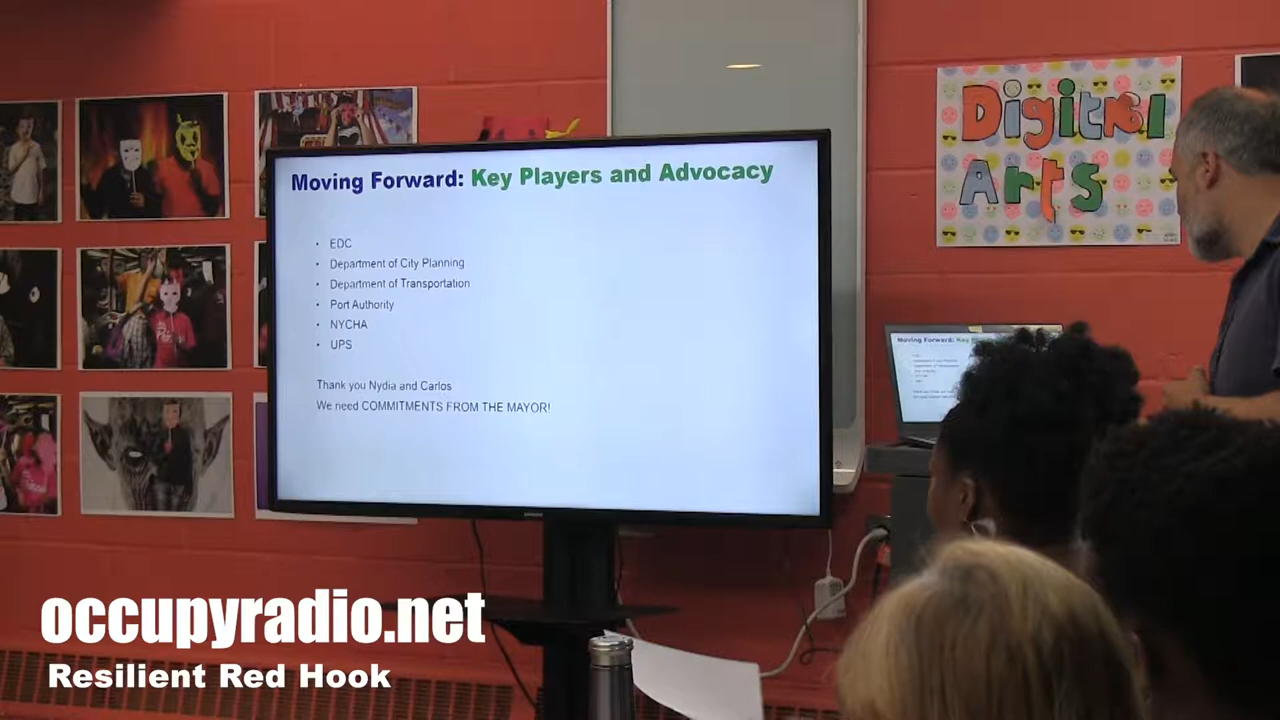 Moving Forward: Key Players and Advocacy
• EDC
• Department of City Planning
• Department of Transportation
• Port Authority
• NYCHA
• UPS
Thank you Nydia and Carlos
We need COMMITMENTS FROM THE MAYOR!
Digital
Arts
Moving Forward: Key
occupyradio.net
Resilient Red Hook